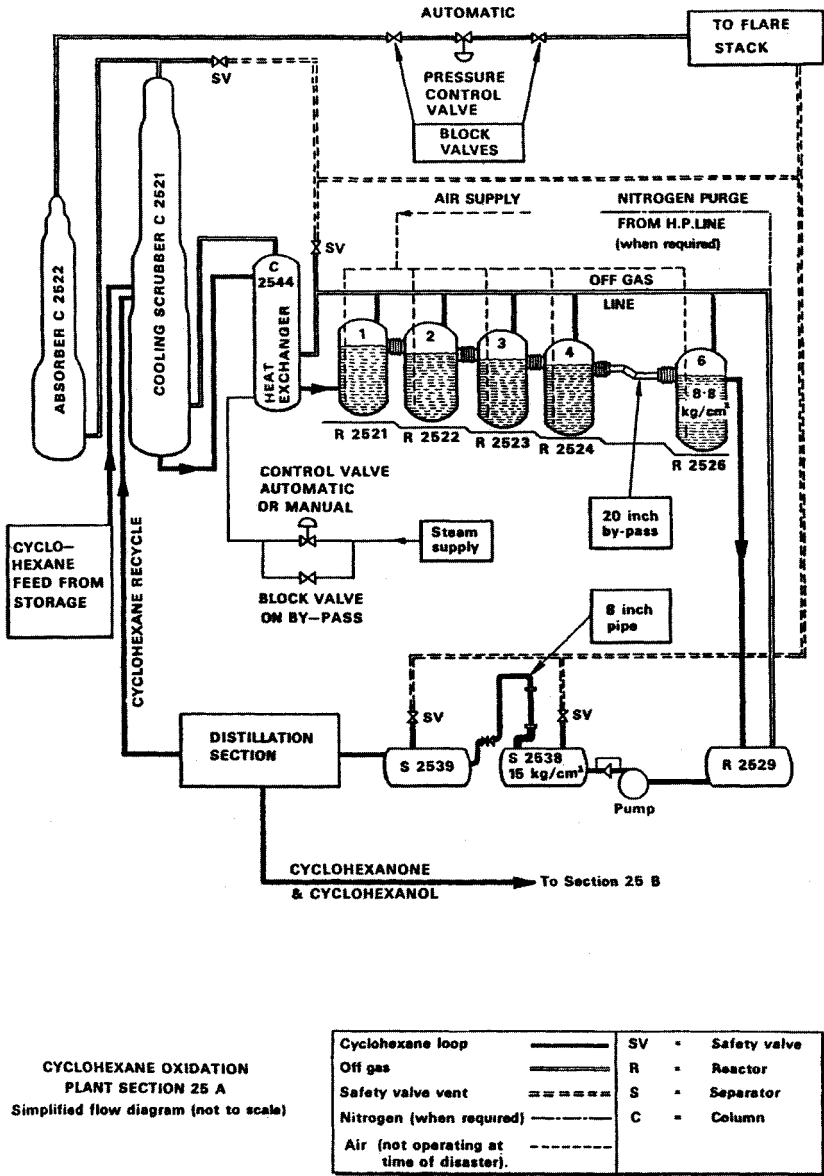 AUTOMATIC
TO FLARE
STACK
SV
PRESSURE
CONTROL
VALVE
BLOCK
VALVES
AIR SUPPLY
NITROGEN PURGE
FROM H.P. LINE
(when required)
SV
ABSORBER C 2522
COOLING SCRUBBER C 2521
C
2544
HEAT
EXCHANGER
OFF GAS
LINE
1
2
3
4
6
8·8
kg/cm²
R 2521
R 2522
R 2523
R 2524
R 2526
CONTROL VALVE
AUTOMATIC
OR MANUAL
Steam
supply
BLOCK VALVE
ON BY—PASS
20 inch
by-pass
8 inch
pipe
CYCLO—
HEXANE
FEED FROM
STORAGE
CYCLOHEXANE RECYCLE
SV
SV
DISTILLATION
SECTION
S 2539
S 2538
15 kg/cm²
Pump
R 2529
CYCLOHEXANONE
& CYCLOHEXANOL
To Section 25 B
CYCLOHEXANE OXIDATION
PLANT SECTION 25 A
Simplified flow diagram (not to scale)
Cyclohexane loop
Off gas
Safety valve vent
Nitrogen (when required)
Air (not operating at
time of disaster).
SV = Safety valve
R = Reactor
S = Separator
C = Column